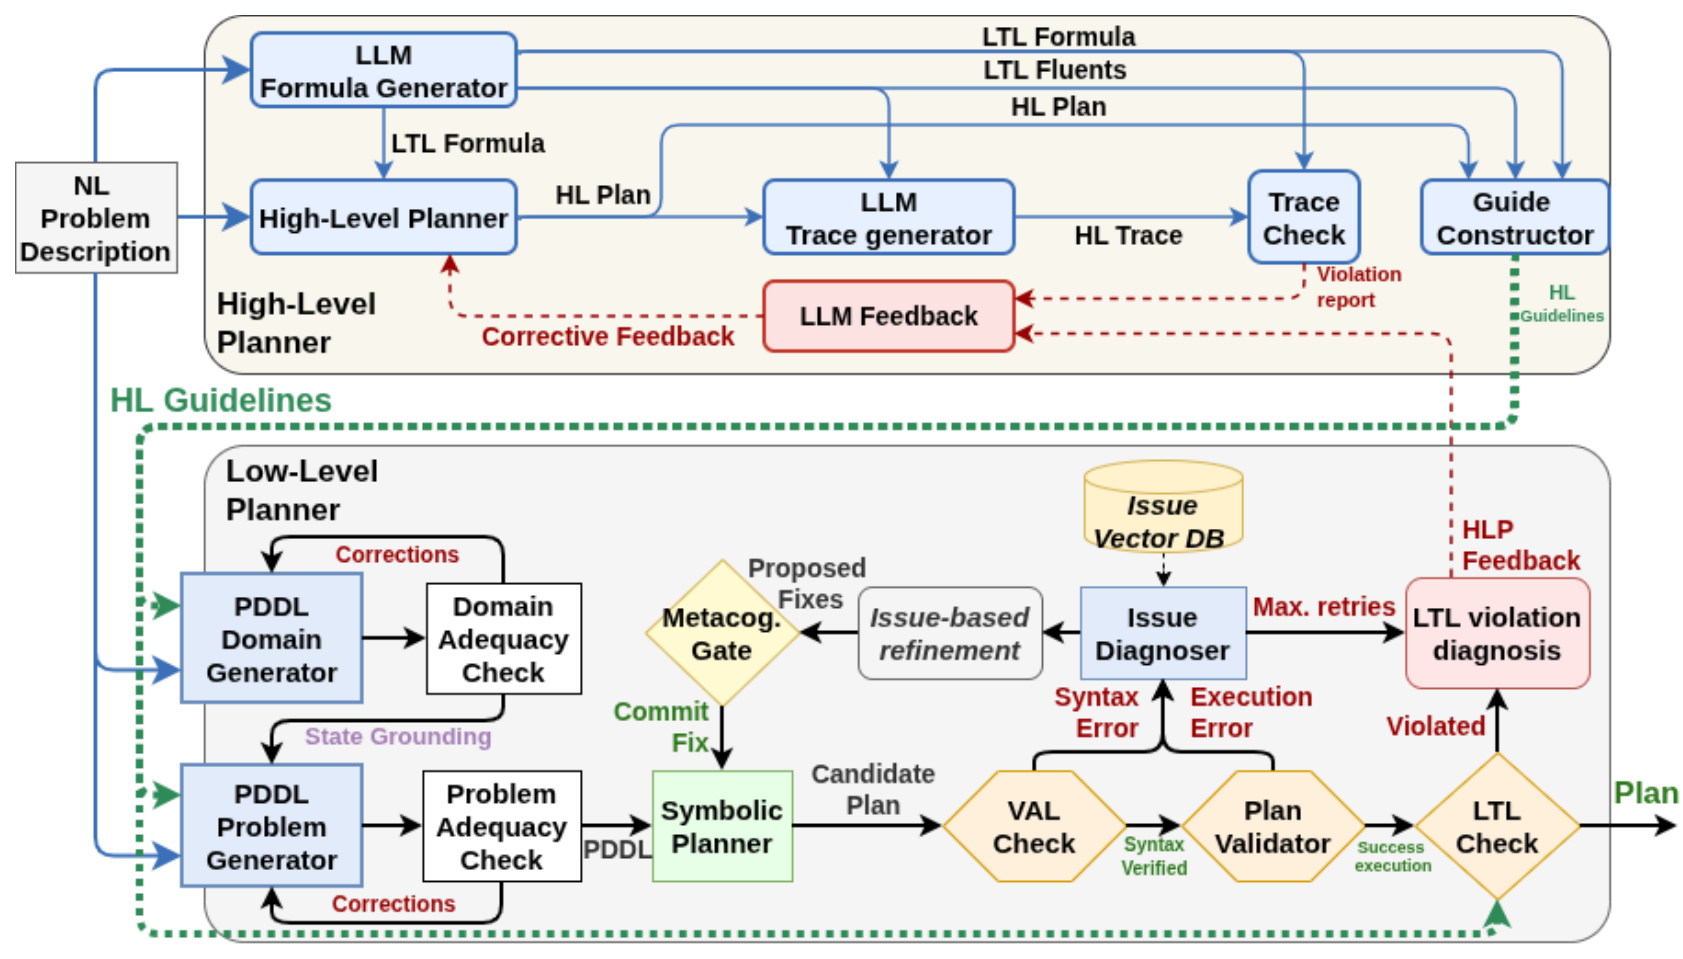 LTL Formula
LLM
Formula Generator
LTL Fluents
HL Plan
LTL Formula
NL
Problem
Description
High-Level Planner
HL Plan
LLM
Trace generator
HL Trace
Trace
Check
Guide
Constructor
Violation
report
HL
Guidelines
LLM Feedback
Corrective Feedback
High-Level
Planner
HL Guidelines
Low-Level
Planner
Corrections
PDDL
Domain
Generator
Domain
Adequacy
Check
State Grounding
Metacog.
Gate
Proposed
Fixes
Issue-based
refinement
Issue
Vector DB
Issue
Diagnoser
Max. retries
HLP
Feedback
LTL violation
diagnosis
Commit
Fix
Syntax
Error
Execution
Error
Violated
PDDL
Problem
Generator
Problem
Adequacy
Check
PDDL
Symbolic
Planner
Candidate
Plan
VAL
Check
Syntax
Verified
Plan
Validator
Success
execution
LTL
Check
Plan
Corrections